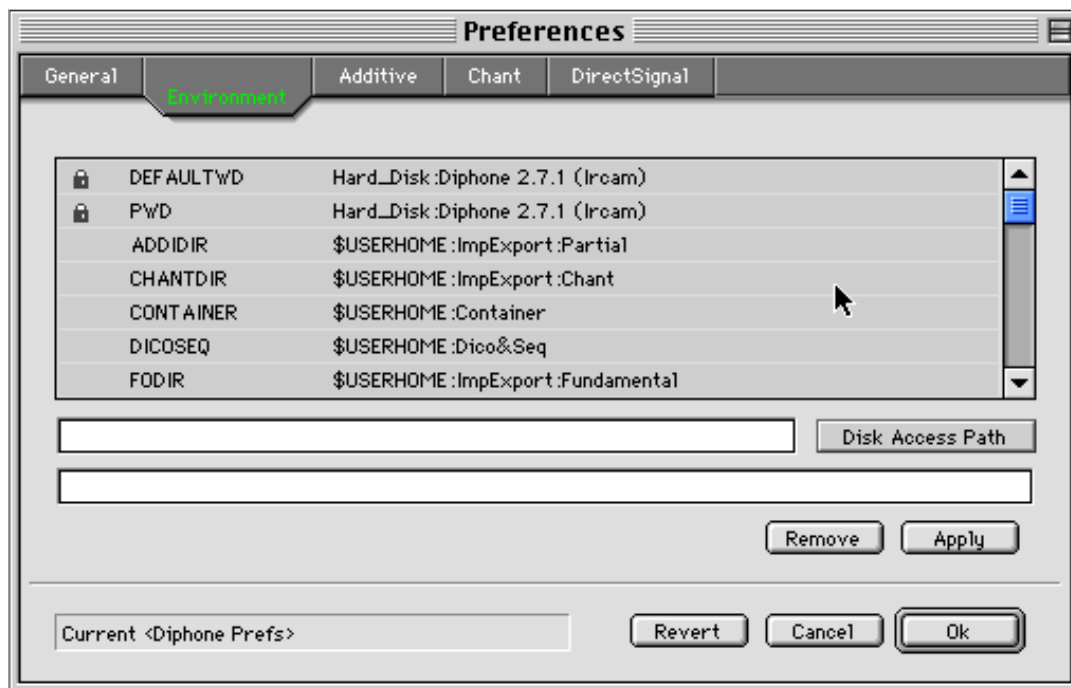 Preferences
General Environment Additive Chant DirectSignal
DEFAULTWD Hard_Disk:Diphone 2.7.1 (Ircam)
PWD Hard_Disk:Diphone 2.7.1 (Ircam)
ADDIDIR $USERHOME:ImpExport:Partial
CHANTDIR $USERHOME:ImpExport:Chant
CONTAINER $USERHOME:Container
DICOSEQ $USERHOME:Dico&Seq
FODIR $USERHOME:ImpExport:Fundamental
Disk Access Path
Remove Apply
Current <Diphone Prefs> Revert Cancel Ok